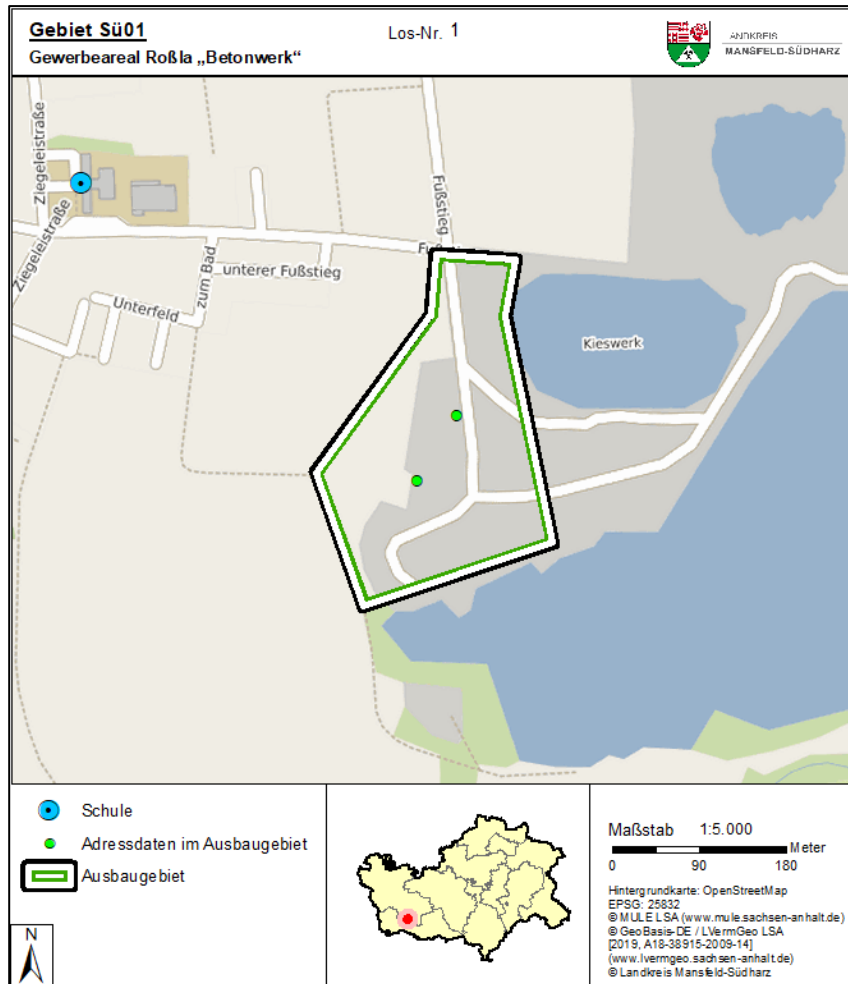 Gebiet Sü01
Los-Nr. 1
Gewerbeareal Roßla „Betonwerk“
ANDKREIS
MANSFELD-SÜDHARZ
Ziegeleistraße
Ziegeleistraße
Fußstieg
zum Bad
unterer Fußstieg
Unterfeld
Kieswerk
Schule
Adressdaten im Ausbaugebiet
Ausbaugebiet
N
Maßstab 1:5.000
Meter
0 90 180
Hintergrundkarte: OpenStreetMap
EPSG: 25832
© MULE LSA (www.mule.sachsen-anhalt.de)
© GeoBasis-DE / LVermGeo LSA
[2019, A18-38915-2009-14]
(www.lvermgeo.sachsen-anhalt.de)
© Landkreis Mansfeld-Südharz